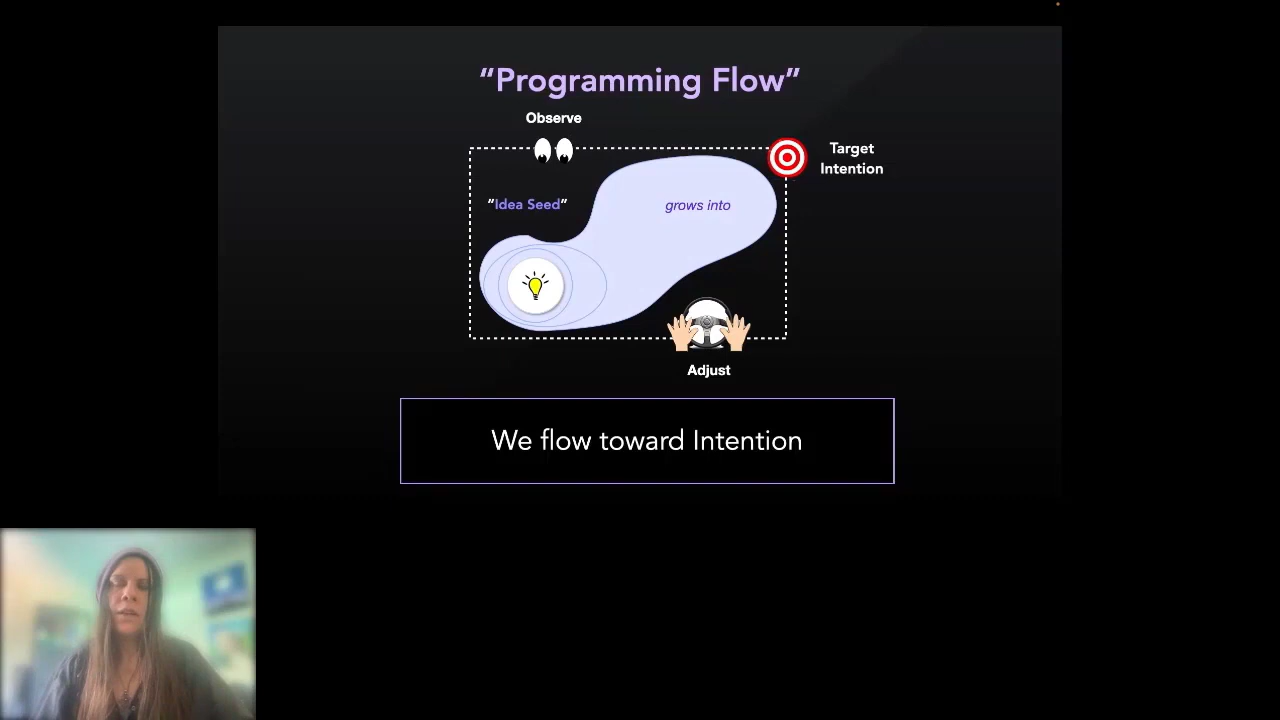 “Programming Flow”
Observe
Target
Intention
“Idea Seed“
grows into
Adjust
We flow toward Intention